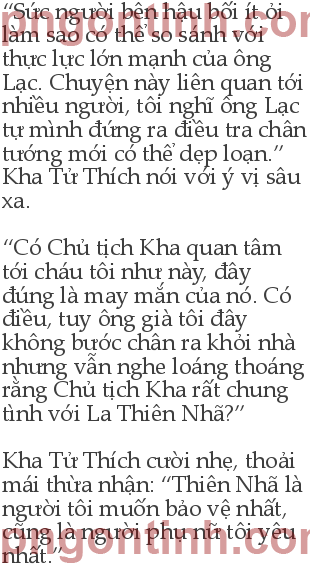 “Sức người bên hậu bối ít ỏi
làm sao có thể so sánh với
thực lực lớn mạnh của ông
Lạc. Chuyện này liên quan tới
nhiều người, tôi nghĩ ông Lạc
tự mình đứng ra điều tra chân
tướng mới có thể dẹp loạn.”
Kha Tử Thích nói với ý vị sâu
xa.
“Có Chủ tịch Kha quan tâm
tới cháu tôi như này, đây
đúng là may mắn của nó. Có
điều, tuy ông già tôi đây
không bước chân ra khỏi nhà
nhưng vẫn nghe loáng thoáng
rằng Chủ tịch Kha rất chung
tình với La Thiên Nhã?”
Kha Tử Thích cười nhẹ, thoải
mái thừa nhận: “Thiên Nhã là
người tôi muốn bảo vệ nhất,
cũng là người phụ nữ tôi yêu
nhất.”
pngontinh.com